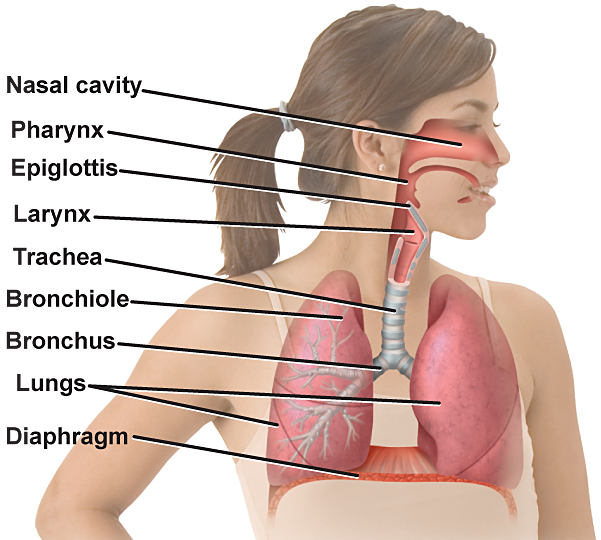 Nasal cavity
Pharynx
Epiglottis
Larynx
Trachea
Bronchiole
Bronchus
Lungs
Diaphragm